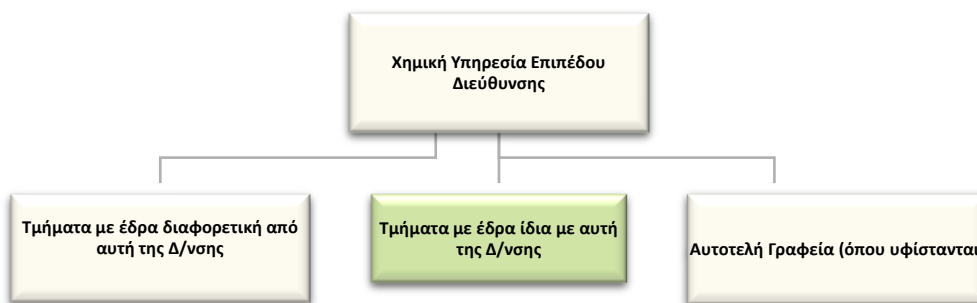 Χημική Υπηρεσία Επιπέδου
Διεύθυνσης
Τμήματα με έδρα διαφορετική από
αυτή της Δ/νσης
Τμήματα με έδρα ίδια με αυτή
της Δ/νσης
Αυτοτελή Γραφεία (όπου υφίστανται